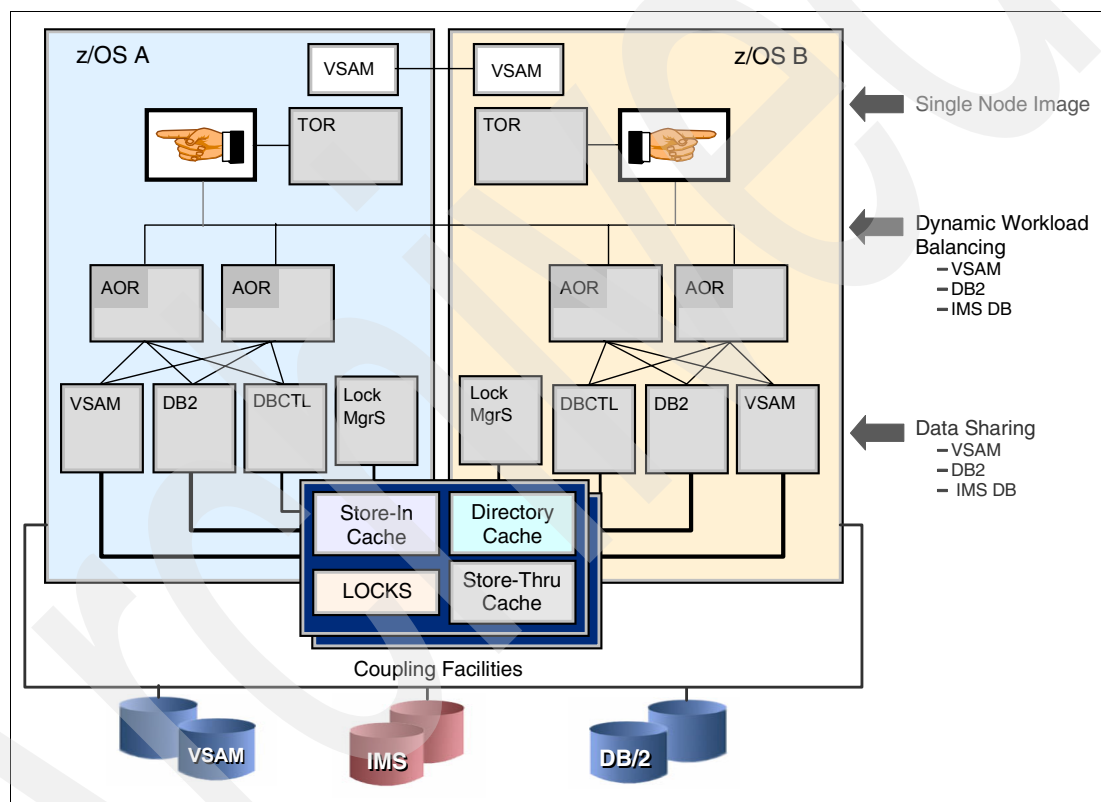 z/OS A
z/OS B
VSAM
VSAM
Single Node Image
TOR
TOR
Dynamic Workload
Balancing
– VSAM
– DB2
– IMS DB
AOR
AOR
AOR
AOR
VSAM
DB2
DBCTL
Lock
MgrS
Lock
MgrS
DBCTL
DB2
VSAM
Data Sharing
– VSAM
– DB2
– IMS DB
Store-In
Cache
Directory
Cache
LOCKS
Store-Thru
Cache
Coupling Facilities
VSAM
IMS
DB/2